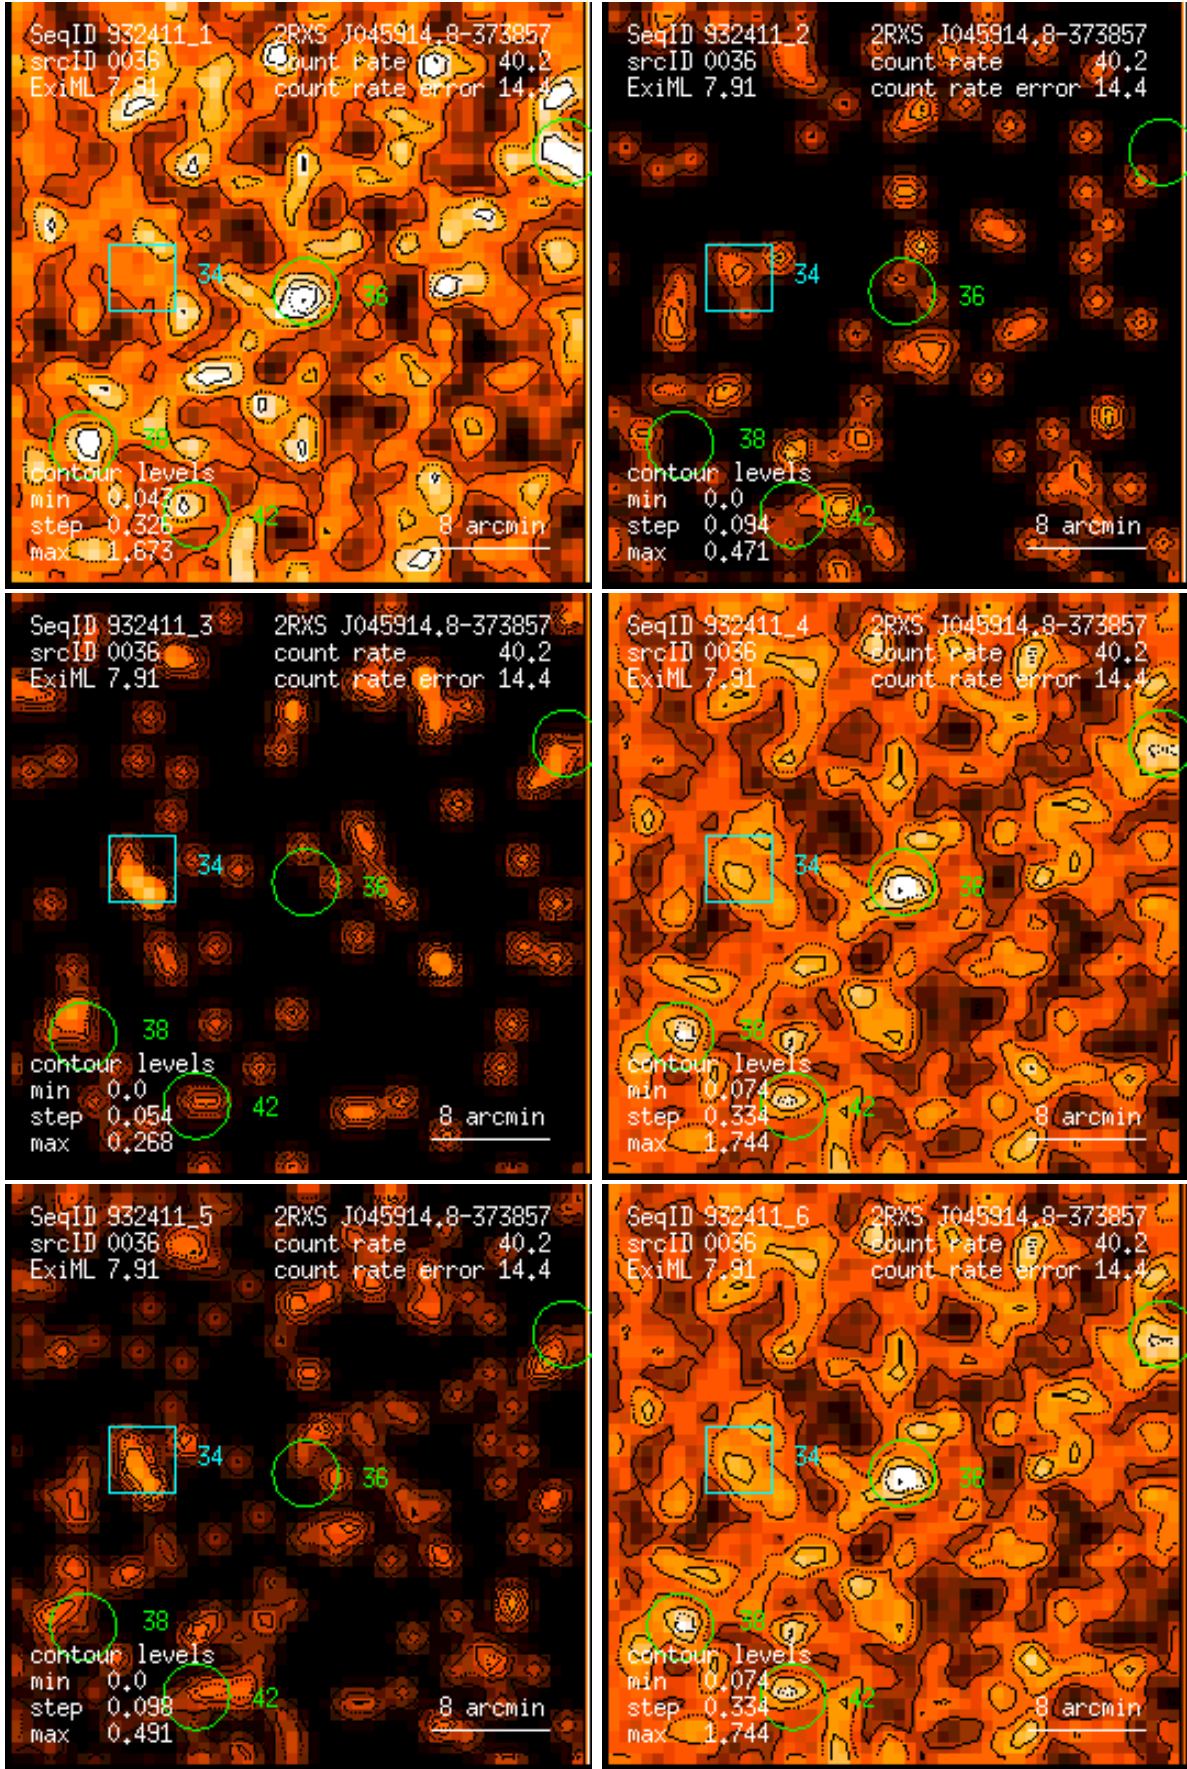 SeqID 932411_1 2RXS J045914.8-373857
srcID 0036 count rate 40.2
ExiML 7.91 count rate error 14.4
34
36
38
contour levels
min 0.047
step 0.326
max 1.673
42
8 arcmin
SeqID 932411_2 2RXS J045914.8-373857
srcID 0036 count rate 40.2
ExiML 7.91 count rate error 14.4
34
36
38
contour levels
min 0.0
step 0.094
max 0.471
42
8 arcmin
SeqID 932411_3 2RXS J045914.8-373857
srcID 0036 count rate 40.2
ExiML 7.91 count rate error 14.4
34
36
38
contour levels
min 0.0
step 0.054
max 0.268
42
8 arcmin
SeqID 932411_4 2RXS J045914.8-373857
srcID 0036 count rate 40.2
ExiML 7.91 count rate error 14.4
34
36
38
contour levels
min 0.074
step 0.334
max 1.744
42
8 arcmin
SeqID 932411_5 2RXS J045914.8-373857
srcID 0036 count rate 40.2
ExiML 7.91 count rate error 14.4
34
36
38
contour levels
min 0.0
step 0.098
max 0.491
42
8 arcmin
SeqID 932411_6 2RXS J045914.8-373857
srcID 0036 count rate 40.2
ExiML 7.91 count rate error 14.4
34
36
38
contour levels
min 0.074
step 0.334
max 1.744
42
8 arcmin